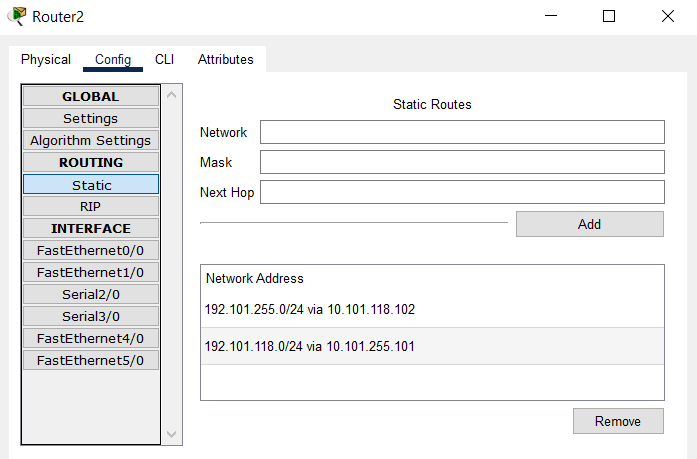 Router2
Physical Config CLI Attributes
GLOBAL
Settings
Algorithm Settings
ROUTING
Static
RIP
INTERFACE
FastEthernet0/0
FastEthernet1/0
Serial2/0
Serial3/0
FastEthernet4/0
FastEthernet5/0
Static Routes
Network
Mask
Next Hop
Add
Network Address
192.101.255.0/24 via 10.101.118.102
192.101.118.0/24 via 10.101.255.101
Remove